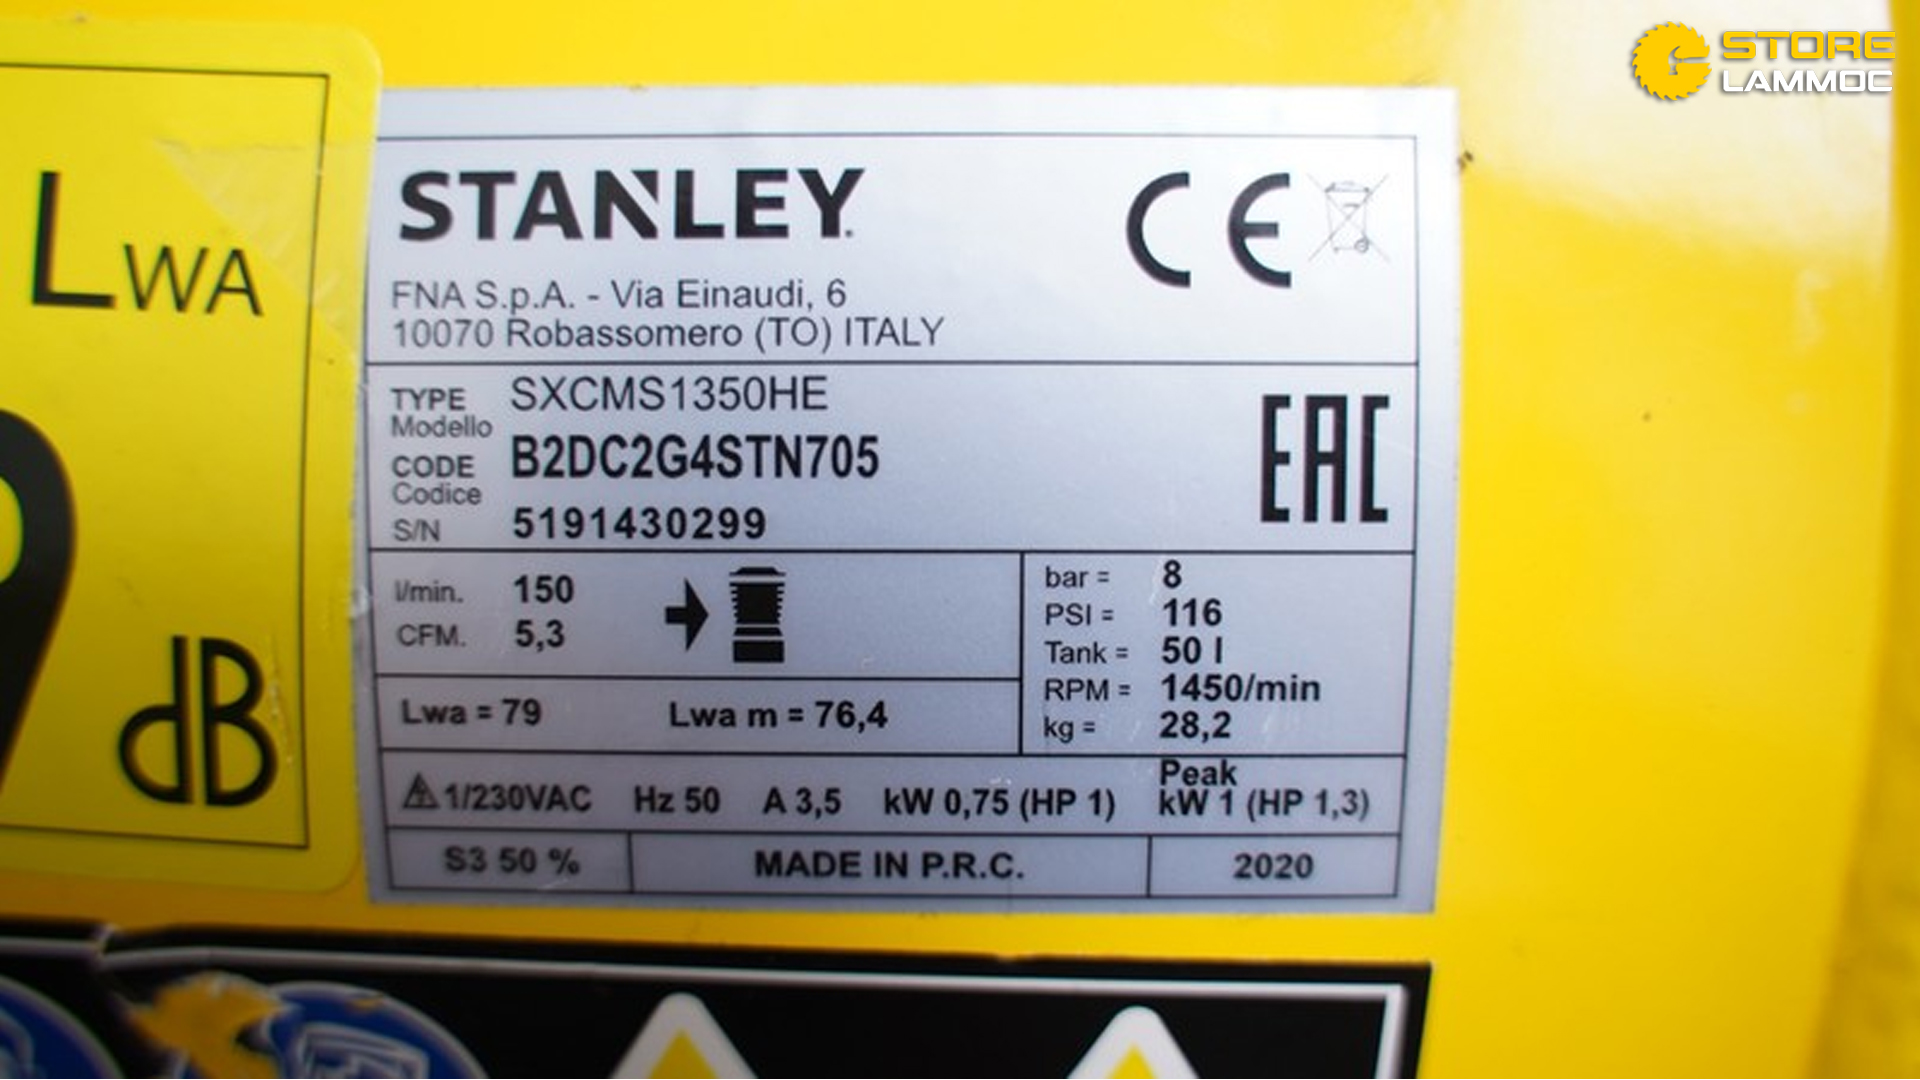 STORE
LAMMOC
LWA
dB
STANLEY.
CE
FNA S.p.A. - Via Einaudi, 6
10070 Robassomero (TO) ITALY
TYPE SXCMS1350HE
Modello
CODE B2DC2G4STN705
Codice
S/N 5191430299
EAC
l/min. 150
CFM. 5,3
bar = 8
PSI = 116
Tank = 50 l
RPM = 1450/min
kg = 28,2
Lwa = 79 Lwa m = 76,4
1/230VAC Hz 50 A 3,5 kW 0,75 (HP 1) Peak
kW 1 (HP 1,3)
S3 50 % MADE IN P.R.C. 2020